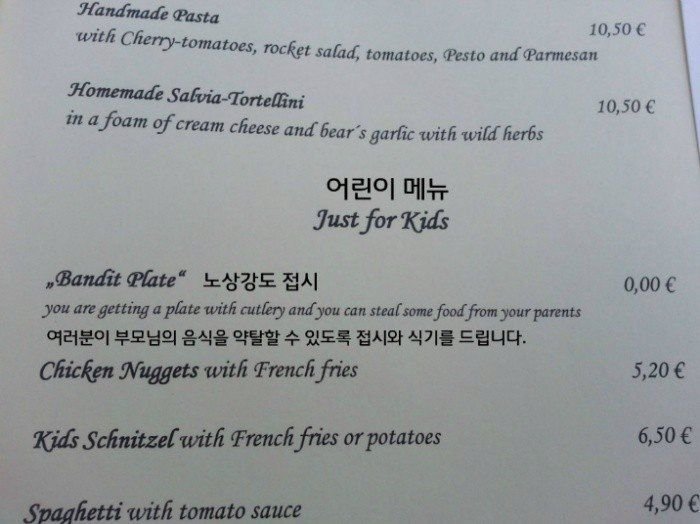 Handmade Pasta 10,50 €
with Cherry-tomatoes, rocket salad, tomatoes, Pesto and Parmesan
Homemade Salvia-Tortellini 10,50 €
in a foam of cream cheese and bear´s garlic with wild herbs
어린이 메뉴
Just for Kids
„Bandit Plate“ 노상강도 접시 0,00 €
you are getting a plate with cutlery and you can steal some food from your parents
여러분이 부모님의 음식을 약탈할 수 있도록 접시와 식기를 드립니다.
Chicken Nuggets with French fries 5,20 €
Kids Schnitzel with French fries or potatoes 6,50 €
Spaghetti with tomato sauce 4,90 €